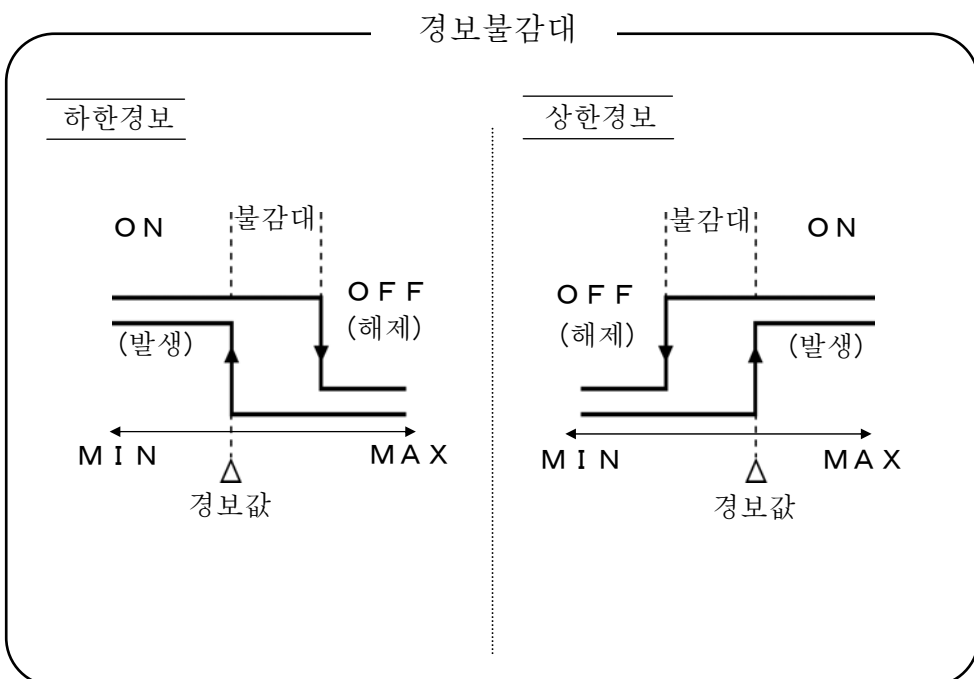 경보불감대
하한경보
ON
불감대
OFF
(해제)
(발생)
MIN
MAX
경보값
상한경보
불감대
ON
OFF
(해제)
(발생)
MIN
MAX
경보값